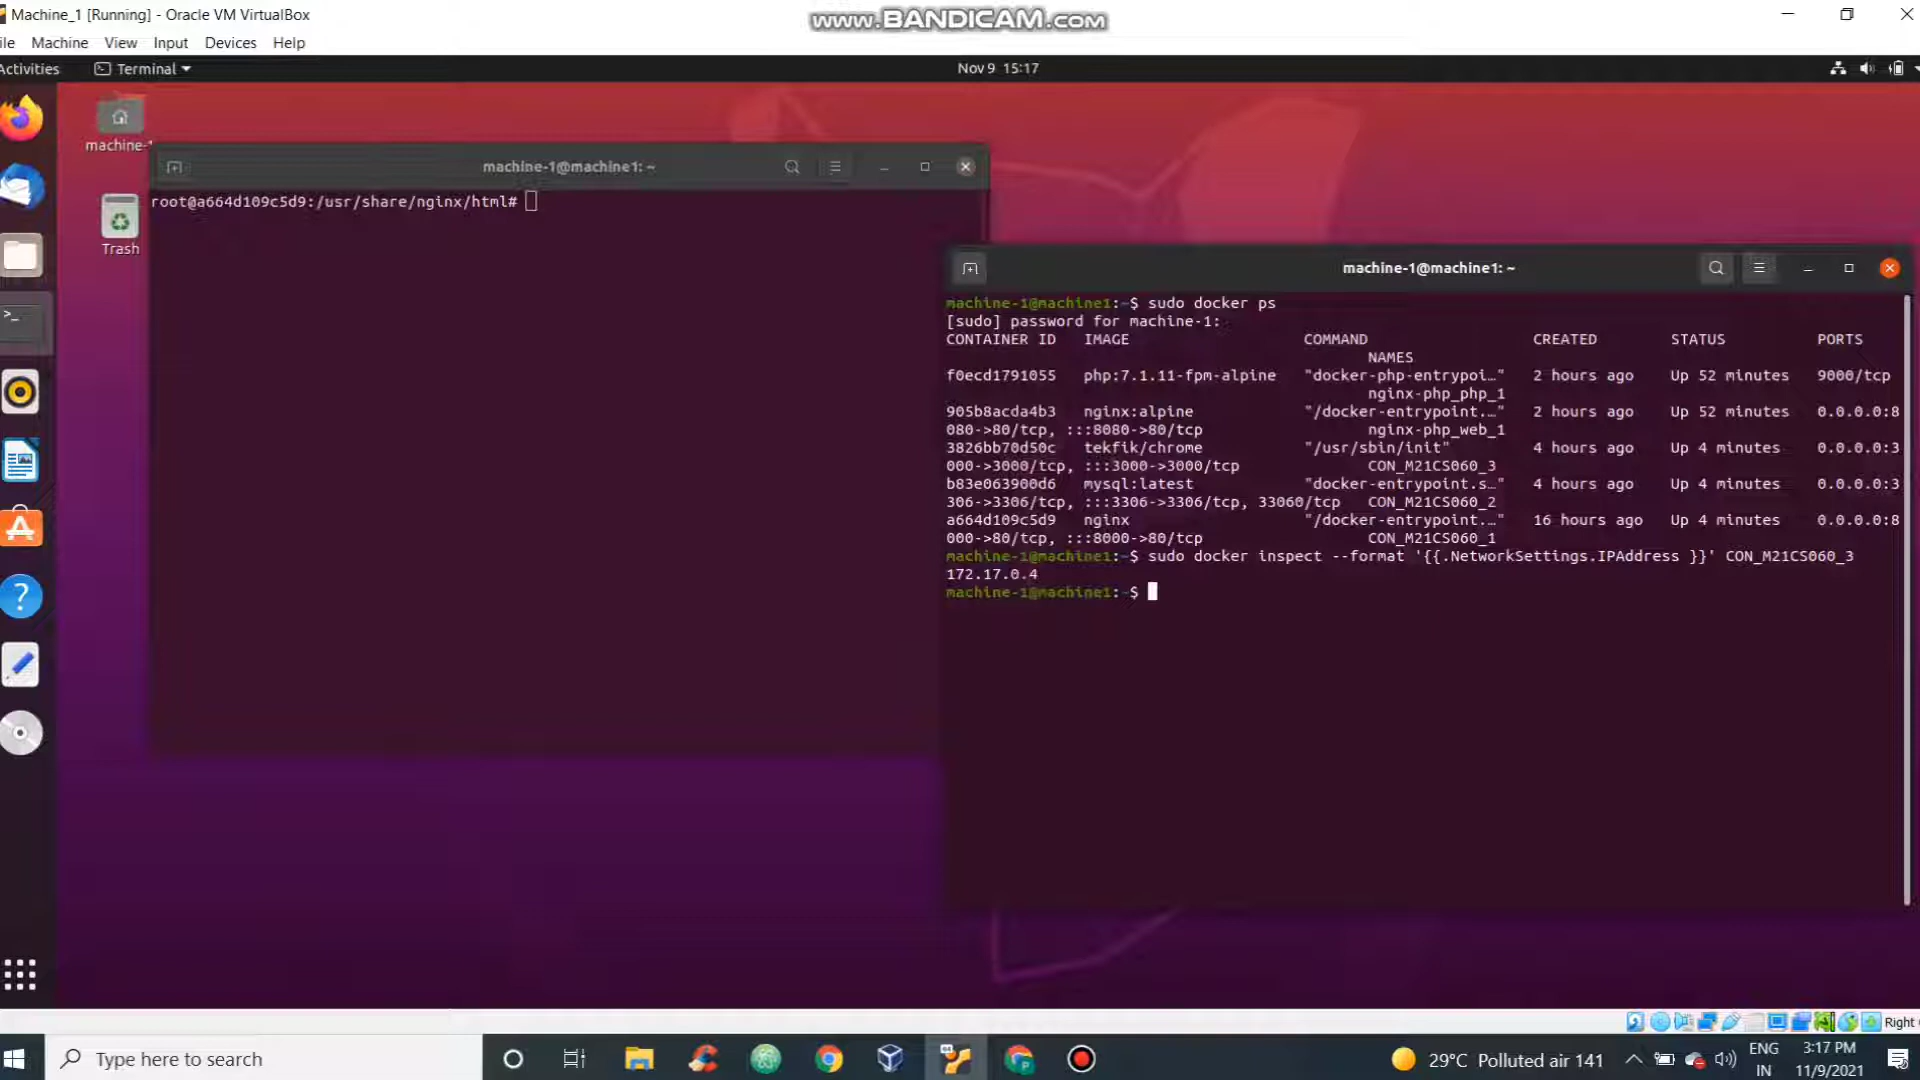 Machine_1 [Running] - Oracle VM VirtualBox
www.BANDICAM.com
ile Machine View Input Devices Help
Activities Terminal Nov 9 15:17
machine-
Trash
machine-1@machine1: ~
root@a664d109c5d9:/usr/share/nginx/html#
machine-1@machine1: ~
machine-1@machine1:~$ sudo docker ps
[sudo] password for machine-1:
CONTAINER ID IMAGE COMMAND CREATED STATUS PORTS
NAMES
f0ecd1791055 php:7.1.11-fpm-alpine "docker-php-entrypoi…" 2 hours ago Up 52 minutes 9000/tcp
nginx-php_php_1
905b8acda4b3 nginx:alpine "/docker-entrypoint.…" 2 hours ago Up 52 minutes 0.0.0.0:8
080->80/tcp, :::8080->80/tcp nginx-php_web_1
3826bb70d50c tekfik/chrome "/usr/sbin/init" 4 hours ago Up 4 minutes 0.0.0.0:3
000->3000/tcp, :::3000->3000/tcp CON_M21CS060_3
b83e063900d6 mysql:latest "docker-entrypoint.s…" 4 hours ago Up 4 minutes 0.0.0.0:3
306->3306/tcp, :::3306->3306/tcp, 33060/tcp CON_M21CS060_2
a664d109c5d9 nginx "/docker-entrypoint.…" 16 hours ago Up 4 minutes 0.0.0.0:8
000->80/tcp, :::8000->80/tcp CON_M21CS060_1
machine-1@machine1:~$ sudo docker inspect --format '{{.NetworkSettings.IPAddress }}' CON_M21CS060_3
172.17.0.4
machine-1@machine1:~$
Right
Type here to search
29°C Polluted air 141
ENG
IN
3:17 PM
11/9/2021